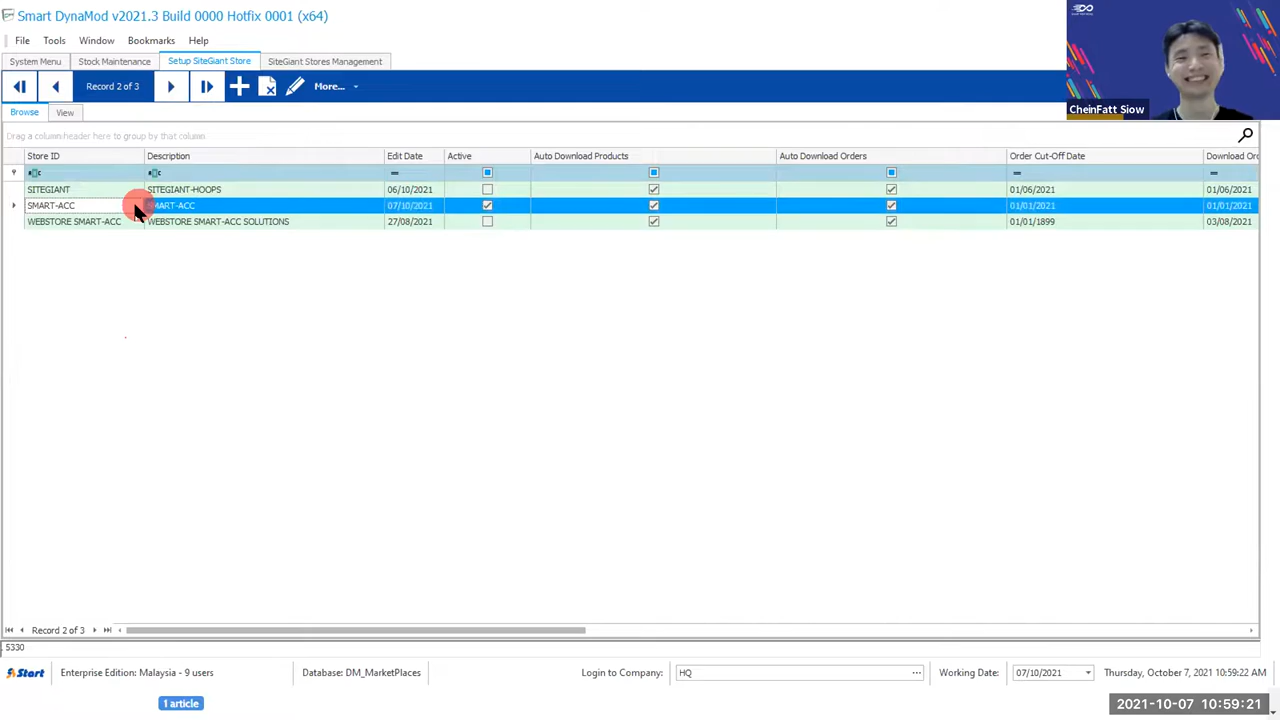 Smart DynaMod v2021.3 Build 0000 Hotfix 0001 (x64)
File Tools Window Bookmarks Help
System Menu Stock Maintenance Setup SiteGiant Store SiteGiant Stores Management
Record 2 of 3 More...
CheinFatt Siow
Browse View
Drag a column header here to group by that column
Store ID Description Edit Date Active Auto Download Products Auto Download Orders Order Cut-Off Date Download Or
SITEGIANT SITEGIANT-HOOPS 06/10/2021 01/06/2021 01/06/2021
SMART-ACC SMART-ACC 07/10/2021 01/01/2021 01/01/2021
WEBSTORE SMART-ACC WEBSTORE SMART-ACC SOLUTIONS 27/08/2021 01/01/1899 03/08/2021
Record 2 of 3
5330
Start Enterprise Edition: Malaysia - 9 users Database: DM_MarketPlaces Login to Company: HQ Working Date: 07/10/2021 Thursday, October 7, 2021 10:59:22 AM
1 article
2021-10-07 10:59:21